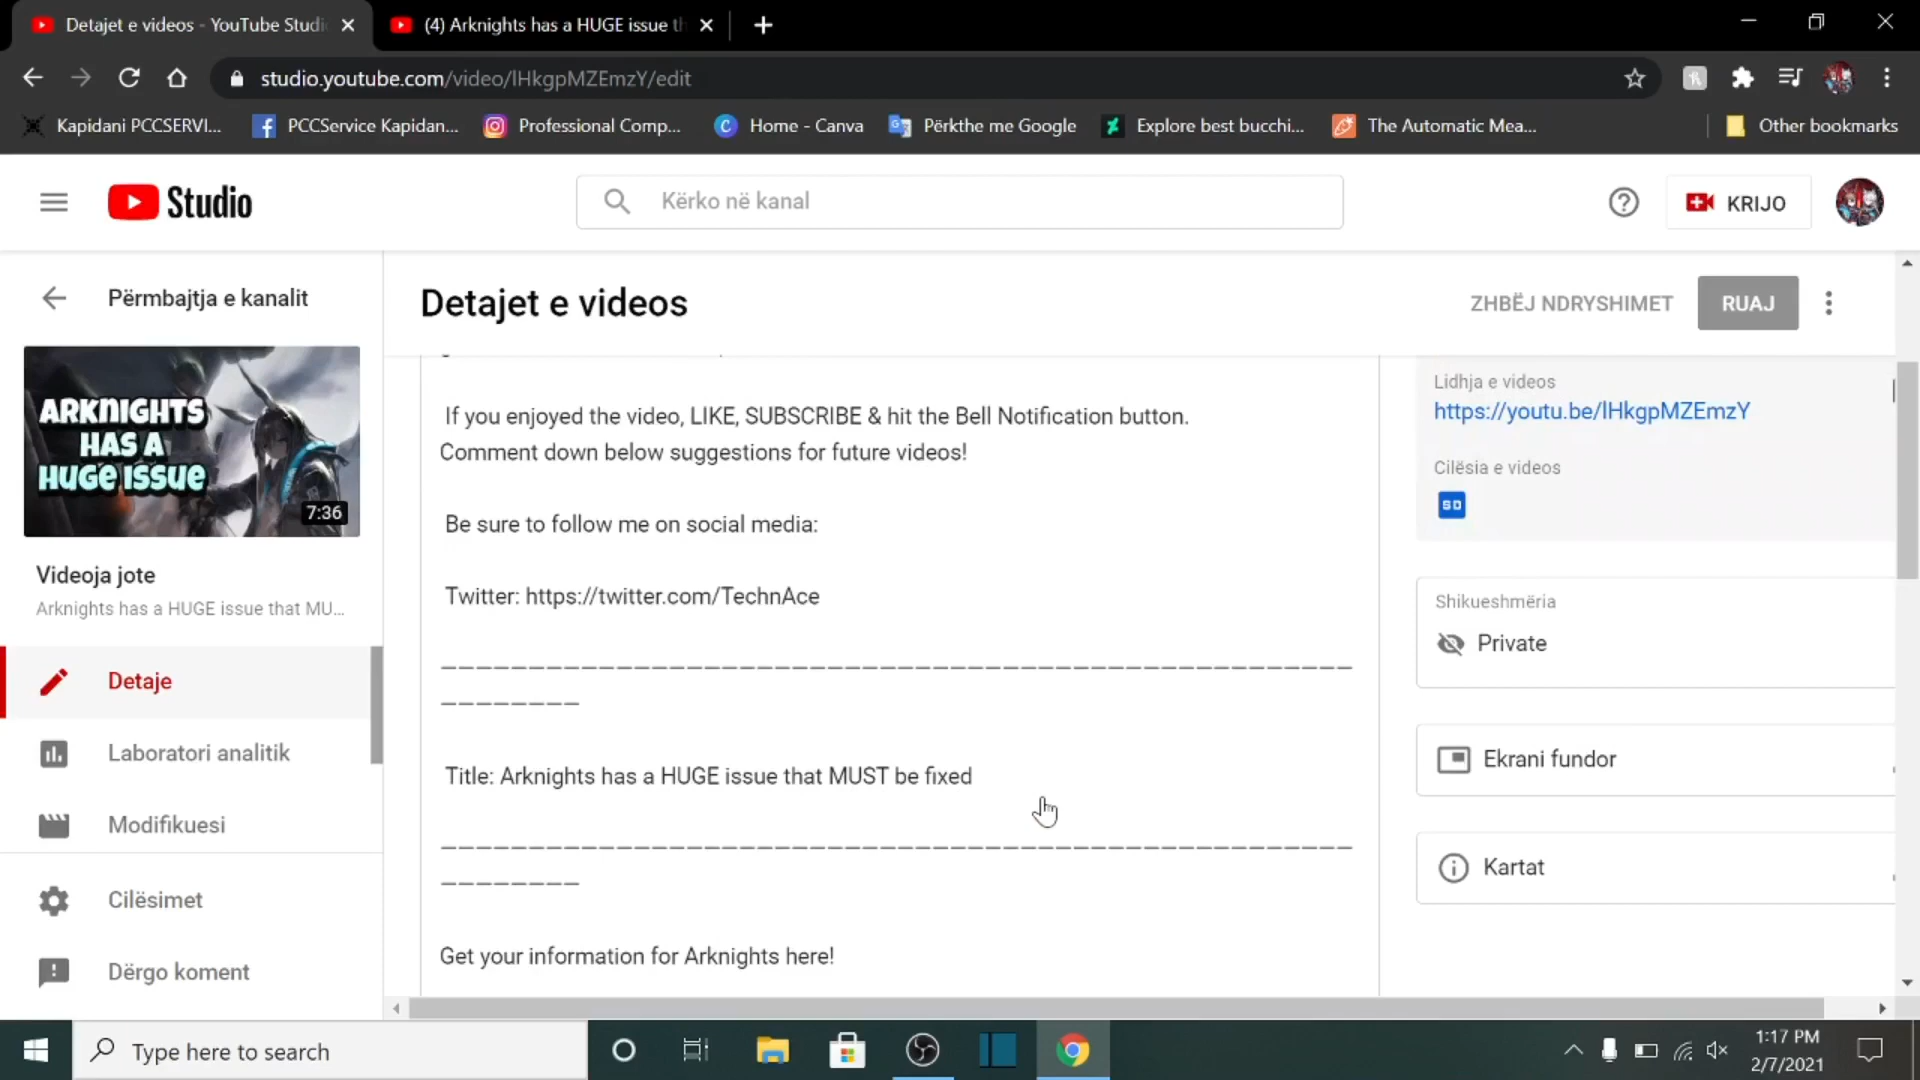 Detajet e videos - YouTube Studi
(4) Arknights has a HUGE issue th
studio.youtube.com/video/lHkgpMZEmzY/edit
Kapidani PCCSERVI...
PCCService Kapidan...
Professional Comp...
Home - Canva
Përkthe me Google
Explore best bucchi...
The Automatic Mea...
Other bookmarks
Studio
Kërko në kanal
KRIJO
Përmbajtja e kanalit
Detajet e videos
ZHBËJ NDRYSHIMET
RUAJ
ARKNIGHTS
HAS A
HUGE ISSUE
7:36
Videoja jote
Arknights has a HUGE issue that MU...
Detaje
Laboratori analitik
Modifikuesi
Cilësimet
Dërgo koment
If you enjoyed the video, LIKE, SUBSCRIBE & hit the Bell Notification button.
Comment down below suggestions for future videos!
Be sure to follow me on social media:
Twitter: https://twitter.com/TechnAce
Title: Arknights has a HUGE issue that MUST be fixed
Get your information for Arknights here!
Lidhja e videos
https://youtu.be/lHkgpMZEmzY
Cilësia e videos
SD
Shikueshmëria
Private
Ekrani fundor
Kartat
Type here to search
1:17 PM
2/7/2021